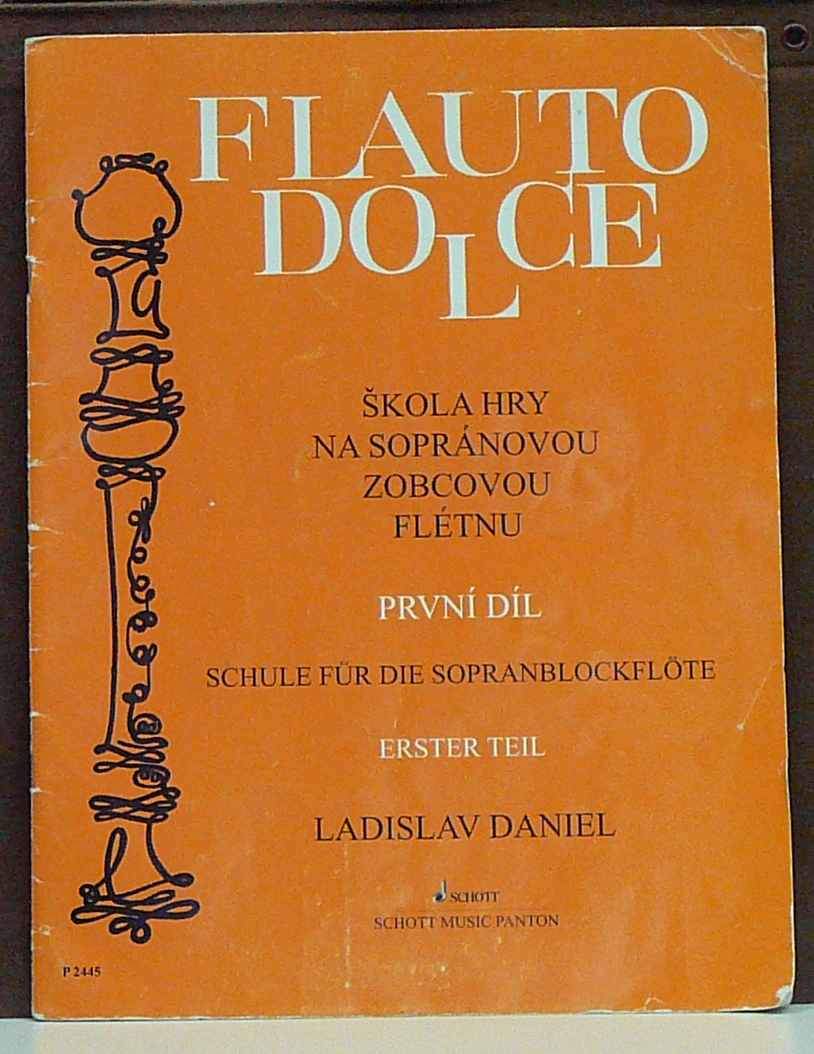 FLAUTO
DOLCE
ŠKOLA HRY
NA SOPRÁNOVOU
ZOBCOVOU
FLÉTNU
PRVNÍ DÍL
SCHULE FÜR DIE SOPRANBLOCKFLÖTE
ERSTER TEIL
LADISLAV DANIEL
SCHOTT
SCHOTT MUSIC PANTON
P 2445